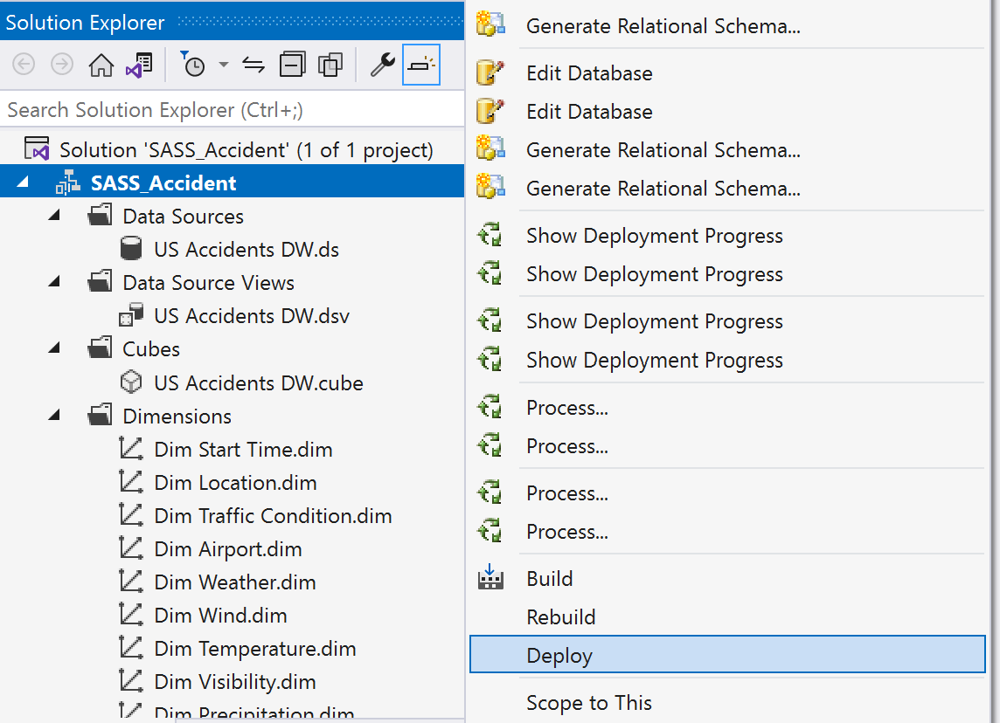 Solution Explorer
Search Solution Explorer (Ctrl+;)
Solution 'SASS_Accident' (1 of 1 project)
SASS_Accident
Data Sources
US Accidents DW.ds
Data Source Views
US Accidents DW.dsv
Cubes
US Accidents DW.cube
Dimensions
Dim Start Time.dim
Dim Location.dim
Dim Traffic Condition.dim
Dim Airport.dim
Dim Weather.dim
Dim Wind.dim
Dim Temperature.dim
Dim Visibility.dim
Dim Precipitation.dim
Generate Relational Schema...
Edit Database
Edit Database
Generate Relational Schema...
Generate Relational Schema...
Show Deployment Progress
Show Deployment Progress
Show Deployment Progress
Show Deployment Progress
Process...
Process...
Process...
Process...
Build
Rebuild
Deploy
Scope to This